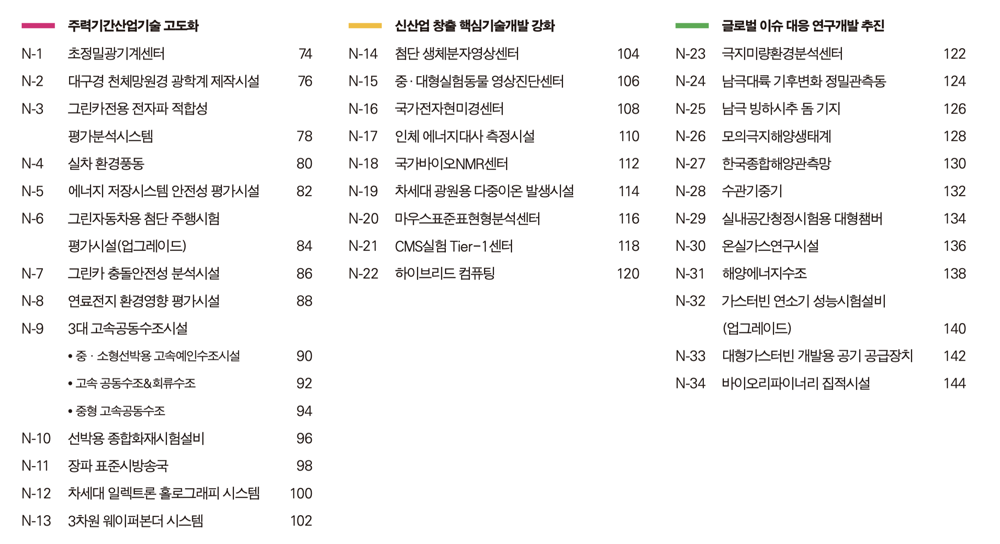 주력기간산업기술 고도화
N-1 초정밀광기계센터 74
N-2 대구경 천체망원경 광학계 제작시설 76
N-3 그린카전용 전자파 적합성
평가분석시스템 78
N-4 실차 환경풍동 80
N-5 에너지 저장시스템 안전성 평가시설 82
N-6 그린자동차용 첨단 주행시험
평가시설(업그레이드) 84
N-7 그린카 충돌안전성 분석시설 86
N-8 연료전지 환경영향 평가시설 88
N-9 3대 고속공동수조시설
• 중 · 소형선박용 고속예인수조시설 90
• 고속 공동수조&회류수조 92
• 중형 고속공동수조 94
N-10 선박용 종합화재시험설비 96
N-11 장파 표준시방송국 98
N-12 차세대 일렉트론 홀로그래피 시스템 100
N-13 3차원 웨이퍼본더 시스템 102
신산업 창출 핵심기술개발 강화
N-14 첨단 생체분자영상센터 104
N-15 중 · 대형실험동물 영상진단센터 106
N-16 국가전자현미경센터 108
N-17 인체 에너지대사 측정시설 110
N-18 국가바이오NMR센터 112
N-19 차세대 광원용 다중이온 발생시설 114
N-20 마우스표준표현형분석센터 116
N-21 CMS실험 Tier-1센터 118
N-22 하이브리드 컴퓨팅 120
글로벌 이슈 대응 연구개발 추진
N-23 극지미량환경분석센터 122
N-24 남극대륙 기후변화 정밀관측동 124
N-25 남극 빙하시추 돔 기지 126
N-26 모의극지해양생태계 128
N-27 한국종합해양관측망 130
N-28 수관기중기 132
N-29 실내공간청정시험용 대형챔버 134
N-30 온실가스연구시설 136
N-31 해양에너지수조 138
N-32 가스터빈 연소기 성능시험설비
(업그레이드) 140
N-33 대형가스터빈 개발용 공기 공급장치 142
N-34 바이오리파이너리 집적시설 144